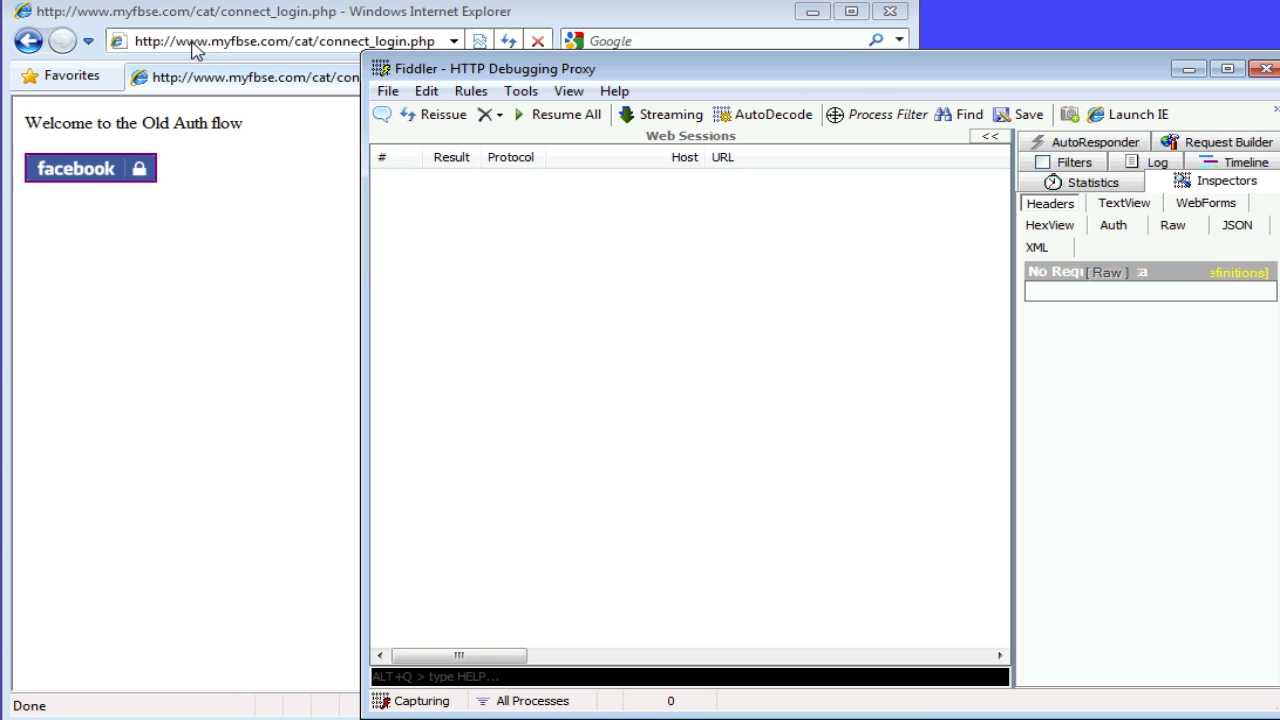 http://www.myfbse.com/cat/connect_login.php - Windows Internet Explorer
http://www.myfbse.com/cat/connect_login.php
Google
Favorites
http://www.myfbse.com/cat/con
Welcome to the Old Auth flow
facebook
Done
Fiddler - HTTP Debugging Proxy
File Edit Rules Tools View Help
Reissue Resume All Streaming AutoDecode Process Filter Find Save Launch IE
Web Sessions <<
# Result Protocol Host URL
AutoResponder Request Builder
Filters Log Timeline
Statistics Inspectors
Headers TextView WebForms
HexView Auth Raw JSON
XML
No Requ [ Raw ] :a efinitions]
ALT+Q > type HELP...
Capturing All Processes 0